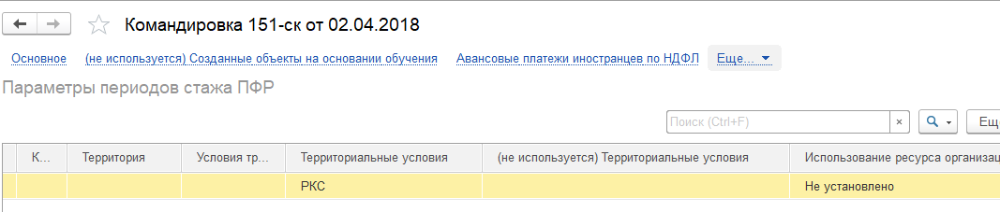 Командировка 151-ск от 02.04.2018
Основное (не используется) Созданные объекты на основании обучения Авансовые платежи иностранцев по НДФЛ Еще...
Параметры периодов стажа ПФР
Поиск (Ctrl+F) × Ещ
К... Территория Условия тр... Территориальные условия (не используется) Территориальные условия Использование ресурса организац
РКС Не установлено